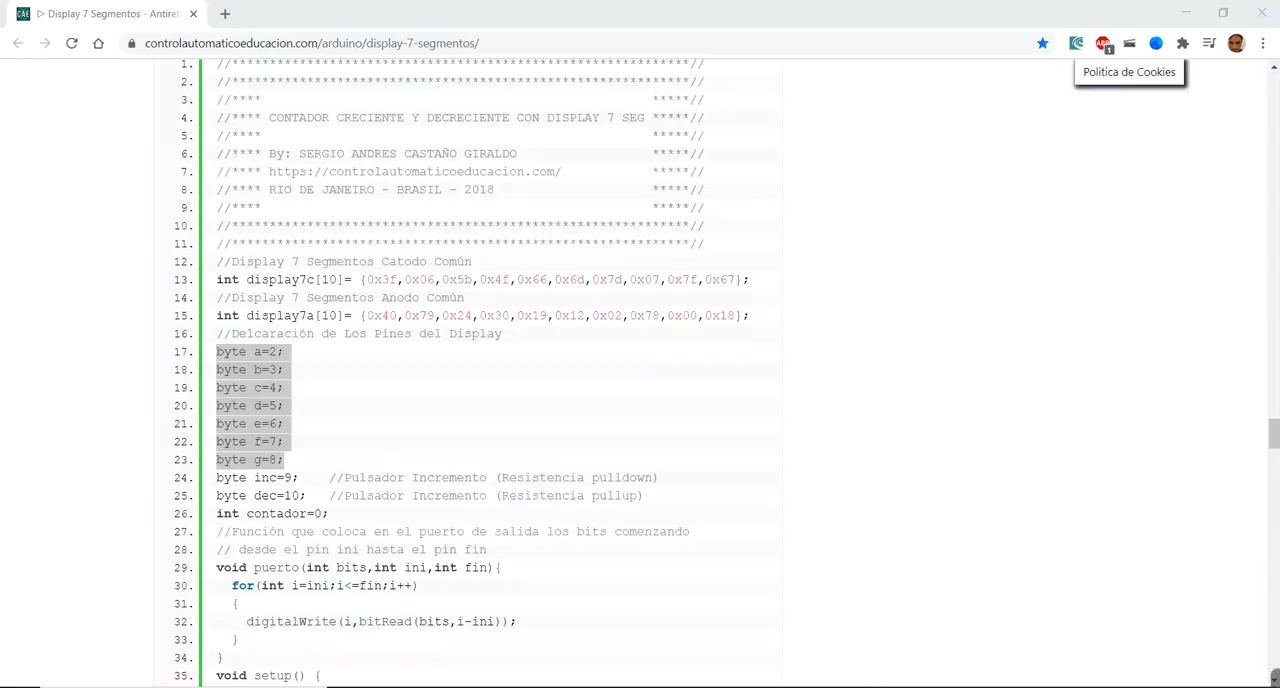 CAE ▷ Display 7 Segmentos - Antireb
controlautomaticoeducacion.com/arduino/display-7-segmentos/
ABP 1
Politica de Cookies
1. //*************************************************************//
2. //*************************************************************//
3. //**** *****//
4. //**** CONTADOR CRECIENTE Y DECRECIENTE CON DISPLAY 7 SEG *****//
5. //**** *****//
6. //**** By: SERGIO ANDRES CASTAÑO GIRALDO *****//
7. //**** https://controlautomaticoeducacion.com/ *****//
8. //**** RIO DE JANEIRO - BRASIL - 2018 *****//
9. //**** *****//
10. //*************************************************************//
11. //*************************************************************//
12. //Display 7 Segmentos Catodo Común
13. int display7c[10]= {0x3f,0x06,0x5b,0x4f,0x66,0x6d,0x7d,0x07,0x7f,0x67};
14. //Display 7 Segmentos Anodo Común
15. int display7a[10]= {0x40,0x79,0x24,0x30,0x19,0x12,0x02,0x78,0x00,0x18};
16. //Delcaración de Los Pines del Display
17. byte a=2;
18. byte b=3;
19. byte c=4;
20. byte d=5;
21. byte e=6;
22. byte f=7;
23. byte g=8;
24. byte inc=9; //Pulsador Incremento (Resistencia pulldown)
25. byte dec=10; //Pulsador Incremento (Resistencia pullup)
26. int contador=0;
27. //Función que coloca en el puerto de salida los bits comenzando
28. // desde el pin ini hasta el pin fin
29. void puerto(int bits,int ini,int fin){
30. for(int i=ini;i<=fin;i++)
31. {
32. digitalWrite(i,bitRead(bits,i-ini));
33. }
34. }
35. void setup() {